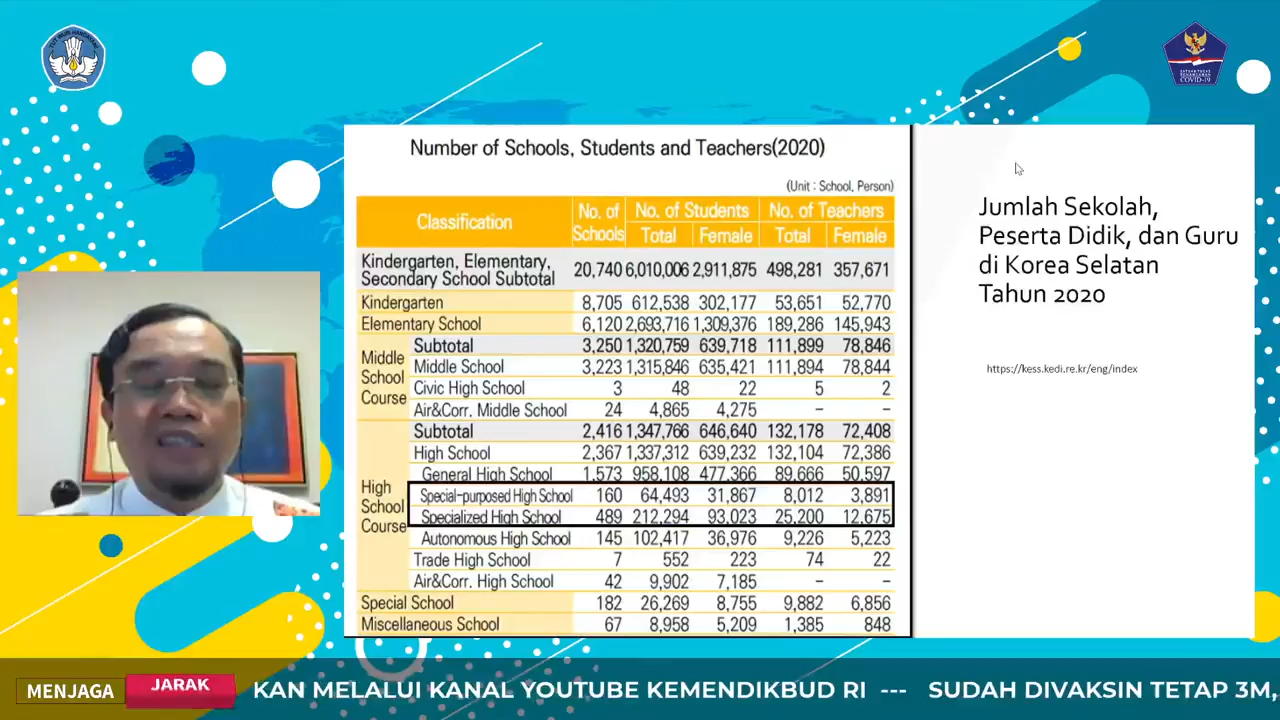 TUT WURI HANDAYANI
SATUAN TUGAS
PENANGANAN
COVID-19
Number of Schools, Students and Teachers(2020)
(Unit : School, Person)
Classification No. of Schools No. of Students No. of Teachers
Total Female Total Female
Kindergarten, Elementary,
Secondary School Subtotal 20,740 6,010,006 2,911,875 498,281 357,671
Kindergarten 8,705 612,538 302,177 53,651 52,770
Elementary School 6,120 2,693,716 1,309,376 189,286 145,943
Middle School Course
Subtotal 3,250 1,320,759 639,718 111,899 78,846
Middle School 3,223 1,315,846 635,421 111,894 78,844
Civic High School 3 48 22 5 2
Air&Corr. Middle School 24 4,865 4,275 – –
High School Course
Subtotal 2,416 1,347,766 646,640 132,178 72,408
High School 2,367 1,337,312 639,232 132,104 72,386
General High School 1,573 958,108 477,366 89,666 50,597
Special-purposed High School 160 64,493 31,867 8,012 3,891
Specialized High School 489 212,294 93,023 25,200 12,675
Autonomous High School 145 102,417 36,976 9,226 5,223
Trade High School 7 552 223 74 22
Air&Corr. High School 42 9,902 7,185 – –
Special School 182 26,269 8,755 9,882 6,856
Miscellaneous School 67 8,958 5,209 1,385 848
Jumlah Sekolah,
Peserta Didik, dan Guru
di Korea Selatan
Tahun 2020
https://kess.kedi.re.kr/eng/index
MENJAGA JARAK KAN MELALUI KANAL YOUTUBE KEMENDIKBUD RI --- SUDAH DIVAKSIN TETAP 3M,